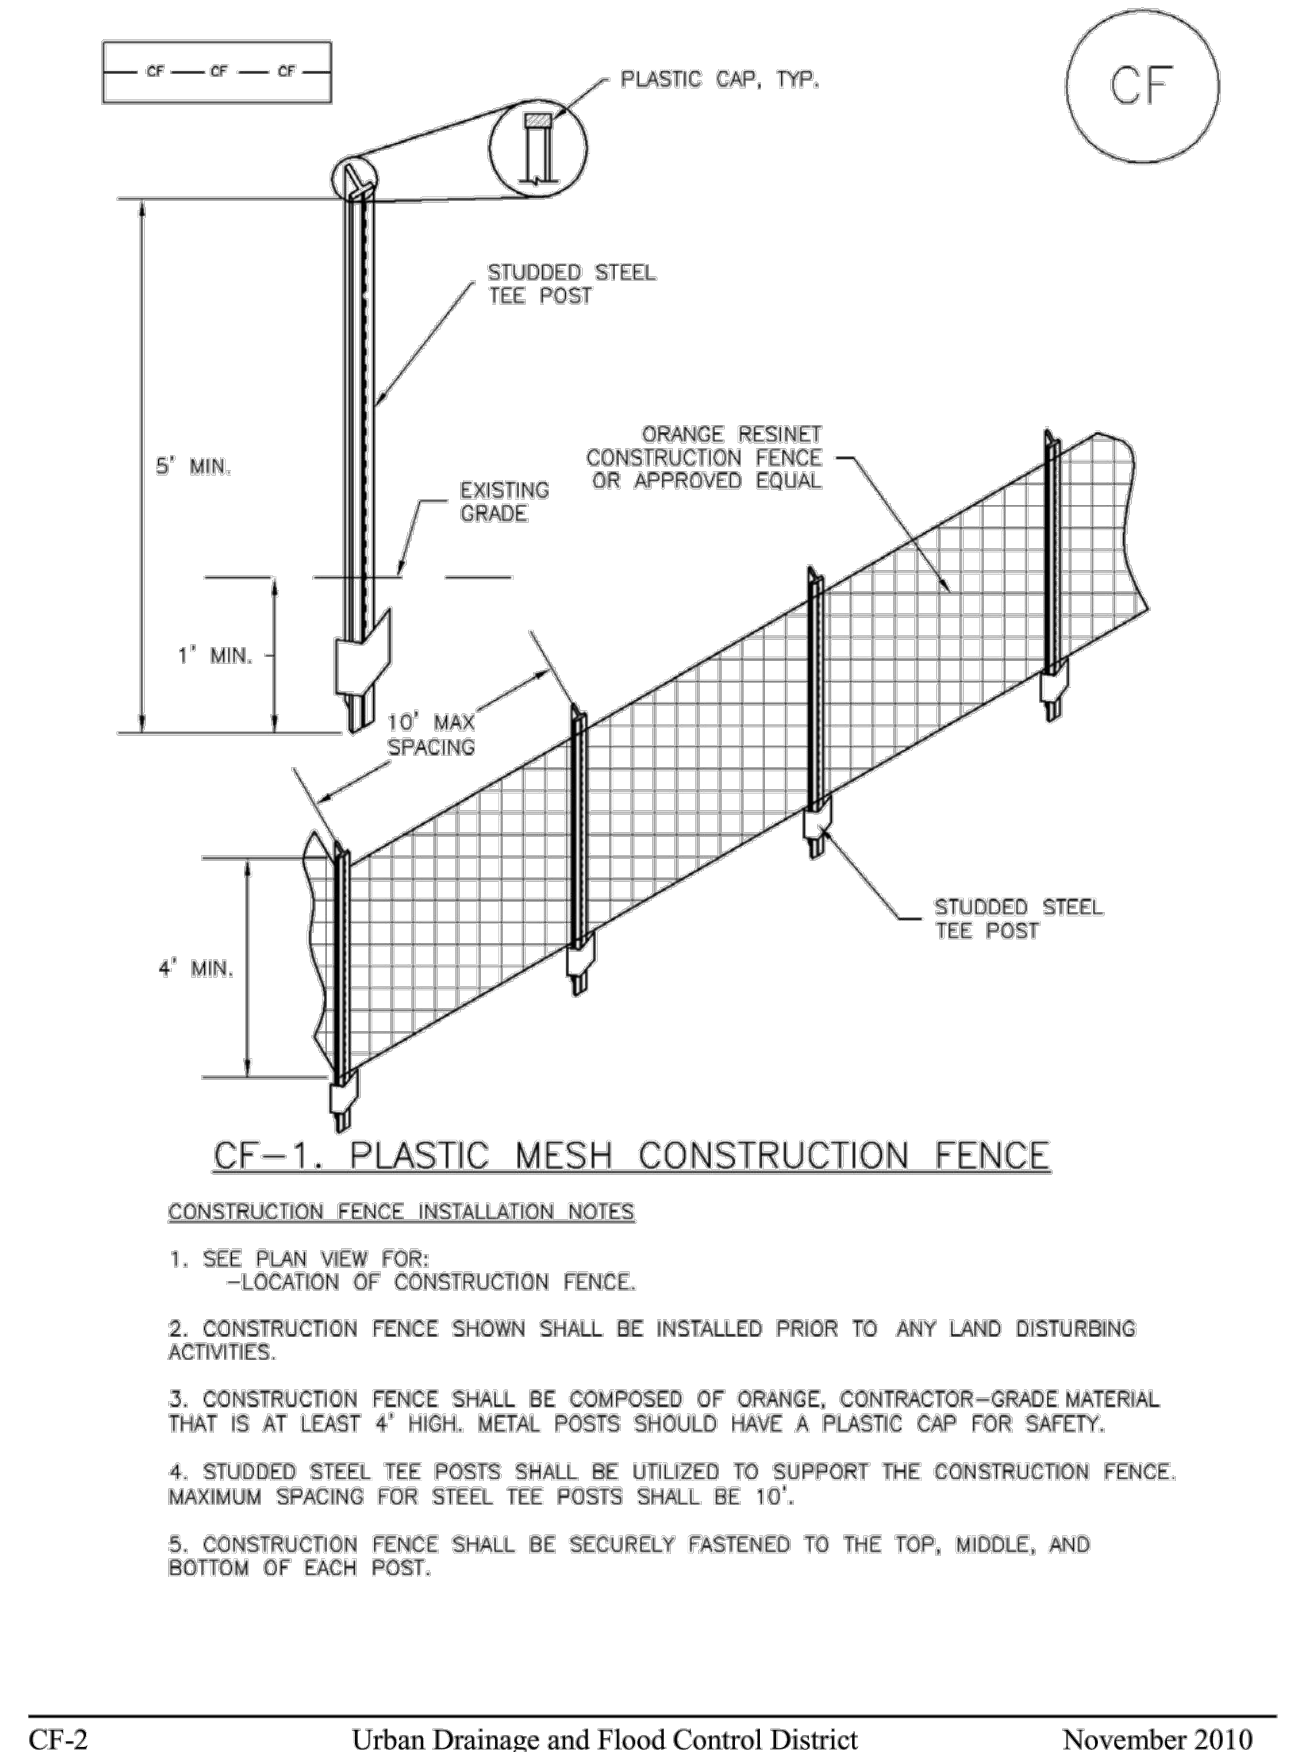 CF CF CF
CF
PLASTIC CAP, TYP.
STUDDED STEEL
TEE POST
5' MIN.
EXISTING
GRADE
1' MIN.
ORANGE RESINET
CONSTRUCTION FENCE
OR APPROVED EQUAL
10' MAX
SPACING
4' MIN.
STUDDED STEEL
TEE POST
CF-1. PLASTIC MESH CONSTRUCTION FENCE
CONSTRUCTION FENCE INSTALLATION NOTES
1. SEE PLAN VIEW FOR:
-LOCATION OF CONSTRUCTION FENCE.
2. CONSTRUCTION FENCE SHOWN SHALL BE INSTALLED PRIOR TO ANY LAND DISTURBING
ACTIVITIES.
3. CONSTRUCTION FENCE SHALL BE COMPOSED OF ORANGE, CONTRACTOR-GRADE MATERIAL
THAT IS AT LEAST 4' HIGH. METAL POSTS SHOULD HAVE A PLASTIC CAP FOR SAFETY.
4. STUDDED STEEL TEE POSTS SHALL BE UTILIZED TO SUPPORT THE CONSTRUCTION FENCE.
MAXIMUM SPACING FOR STEEL TEE POSTS SHALL BE 10'.
5. CONSTRUCTION FENCE SHALL BE SECURELY FASTENED TO THE TOP, MIDDLE, AND
BOTTOM OF EACH POST.
CF-2 Urban Drainage and Flood Control District November 2010